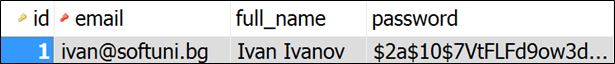 id email full_name password
1 ivan@softuni.bg Ivan Ivanov $2a$10$7VtFLFd9ow3d...